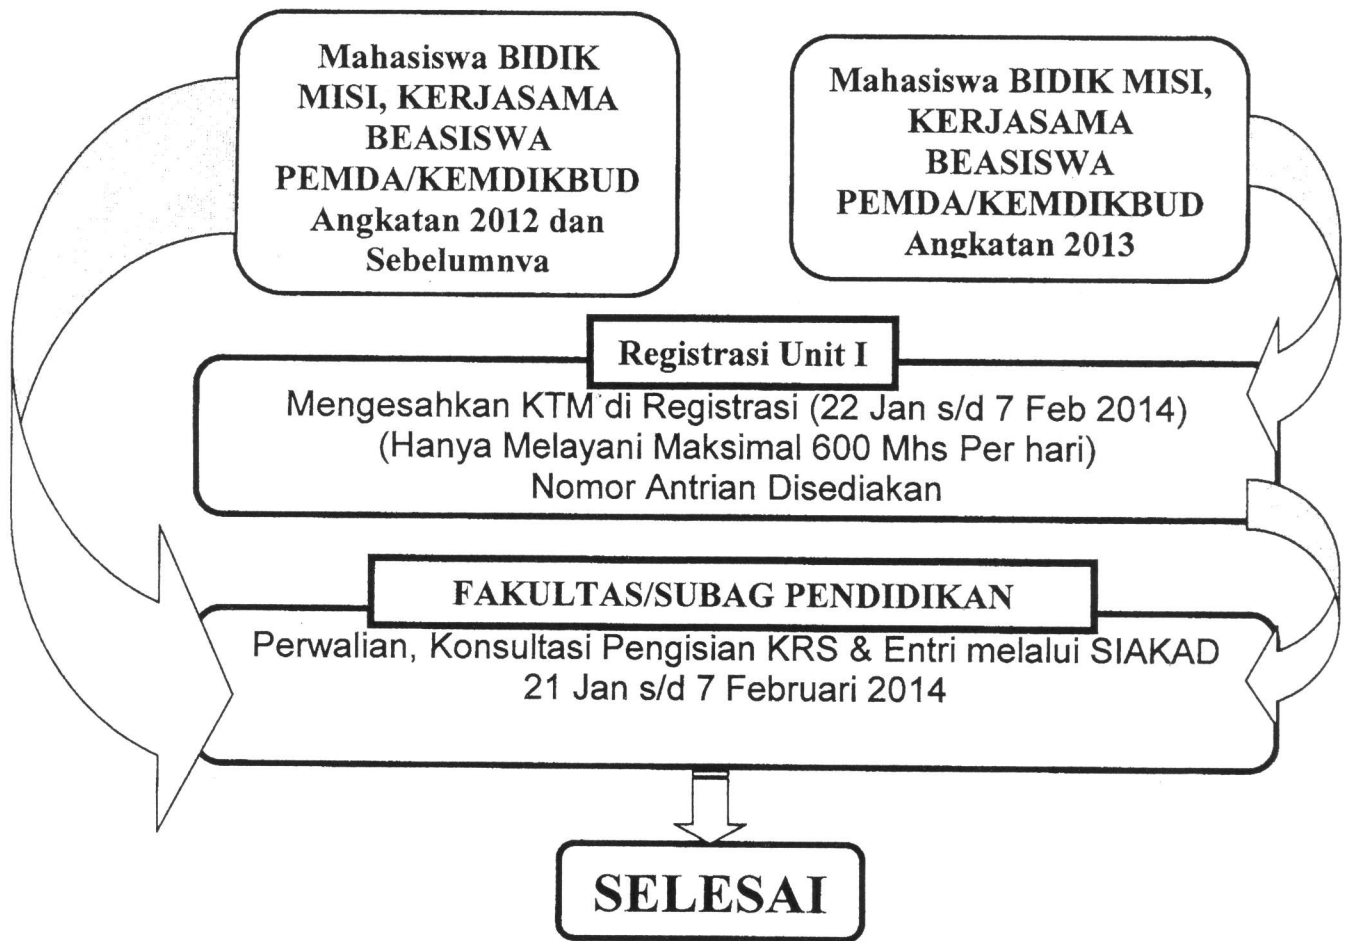 Mahasiswa BIDIK
MISI, KERJASAMA
BEASISWA
PEMDA/KEMDIKBUD
Angkatan 2012 dan
Sebelumnya
Mahasiswa BIDIK MISI,
KERJASAMA
BEASISWA
PEMDA/KEMDIKBUD
Angkatan 2013
Registrasi Unit I
Mengesahkan KTM di Registrasi (22 Jan s/d 7 Feb 2014)
(Hanya Melayani Maksimal 600 Mhs Per hari)
Nomor Antrian Disediakan
FAKULTAS/SUBAG PENDIDIKAN
Perwalian, Konsultasi Pengisian KRS & Entri melalui SIAKAD
21 Jan s/d 7 Februari 2014
SELESAI